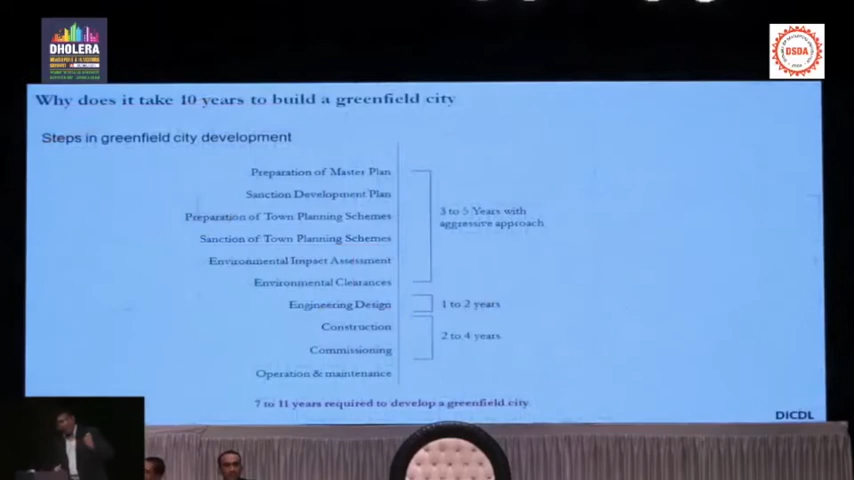 DHOLERA
DSDA
Why does it take 10 years to build a greenfield city
Steps in greenfield city development
Preparation of Master Plan
Sanction Development Plan
Preparation of Town Planning Schemes
Sanction of Town Planning Schemes
Environmental Impact Assessment
Environmental Clearances
3 to 5 Years with
aggressive approach
Engineering Design
1 to 2 years
Construction
Commissioning
2 to 4 years
Operation & maintenance
7 to 11 years required to develop a greenfield city
DICDL